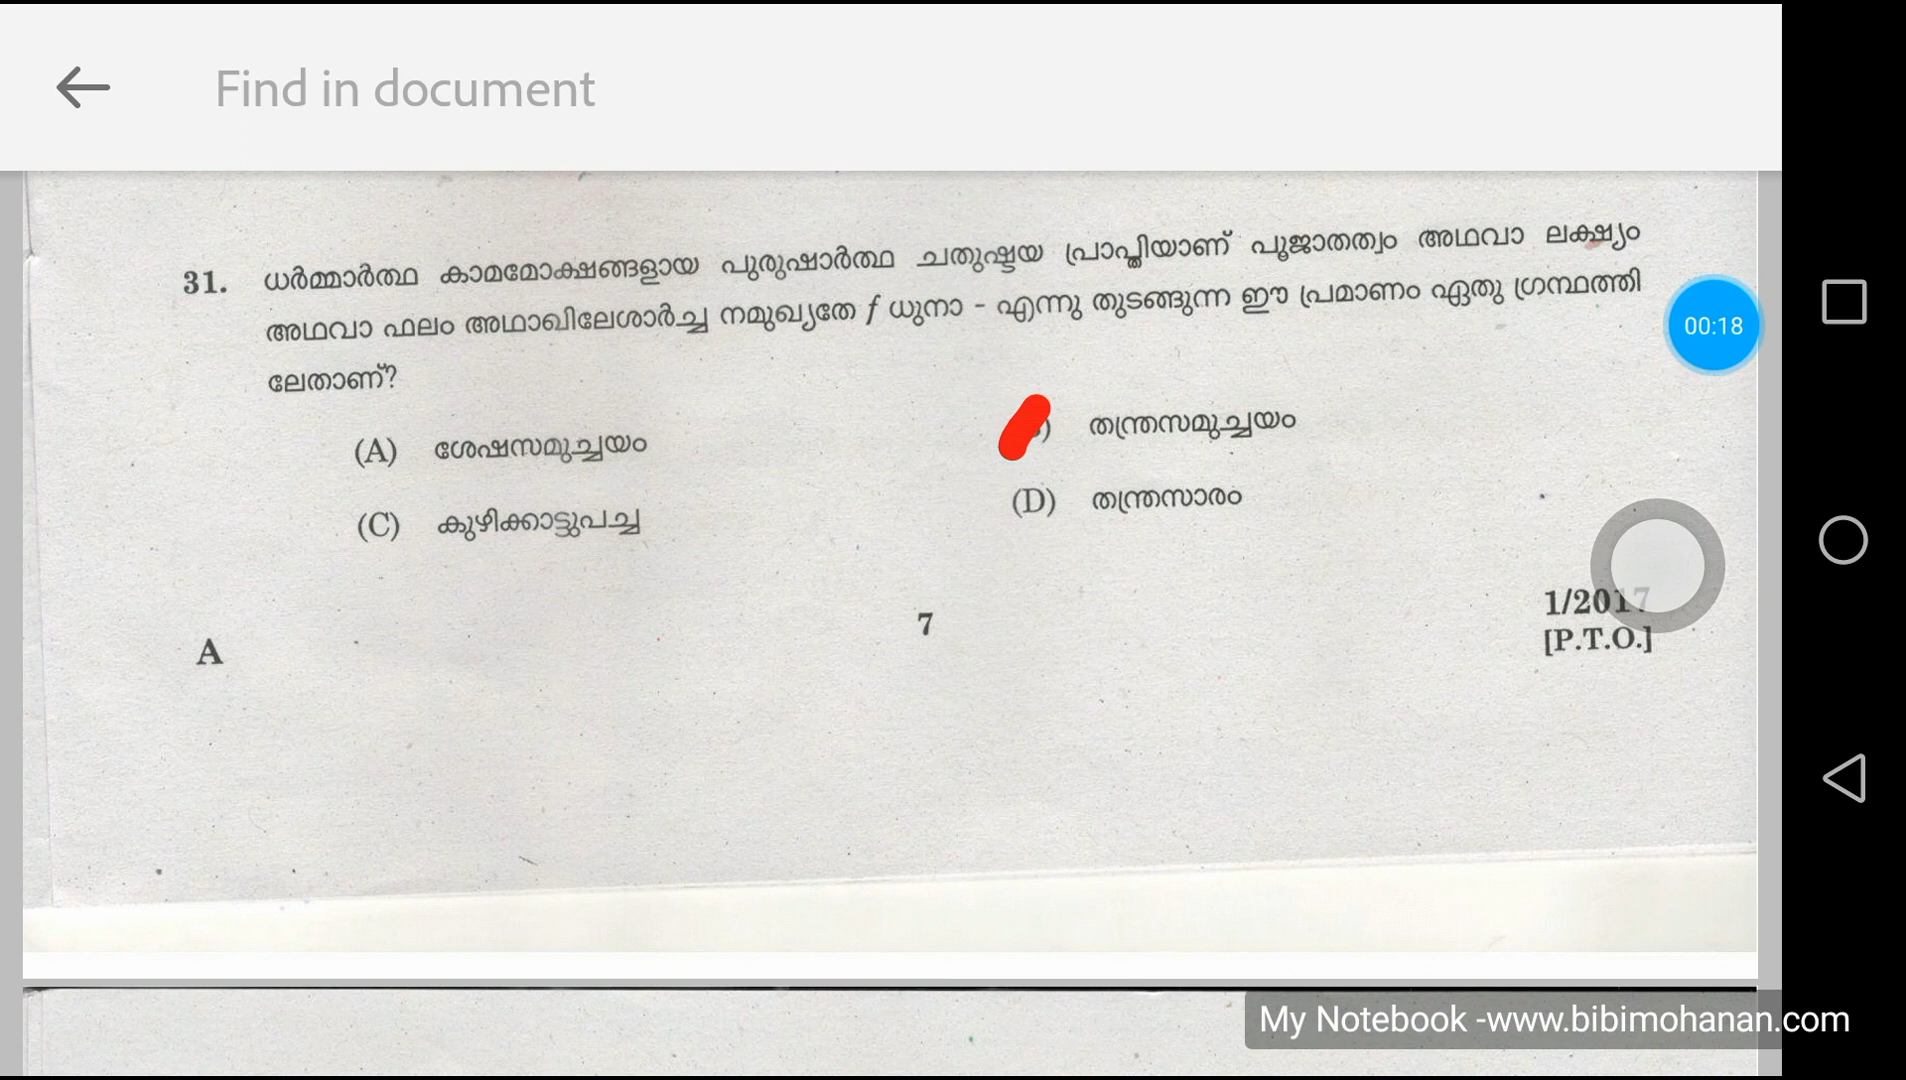 Find in document
31. ധർമ്മാർത്ഥ കാമമോക്ഷങ്ങളായ പുരുഷാർത്ഥ ചതുഷ്ടയ പ്രാപ്തിയാണ് പൂജാതത്വം അഥവാ ലക്ഷ്യം
അഥവാ ഫലം അഥാഖിലേശാർച്ച നമുഖ്യതേ f ധുനാ - എന്നു തുടങ്ങുന്ന ഈ പ്രമാണം ഏതു ഗ്രന്ഥത്തി
ലേതാണ്?
00:18
(A) ശേഷസമുച്ചയം
) തന്ത്രസമുച്ചയം
(C) കുഴിക്കാട്ടുപച്ച
(D) തന്ത്രസാരം
A
7
1/2017
[P.T.O.]
My Notebook -www.bibimohanan.com